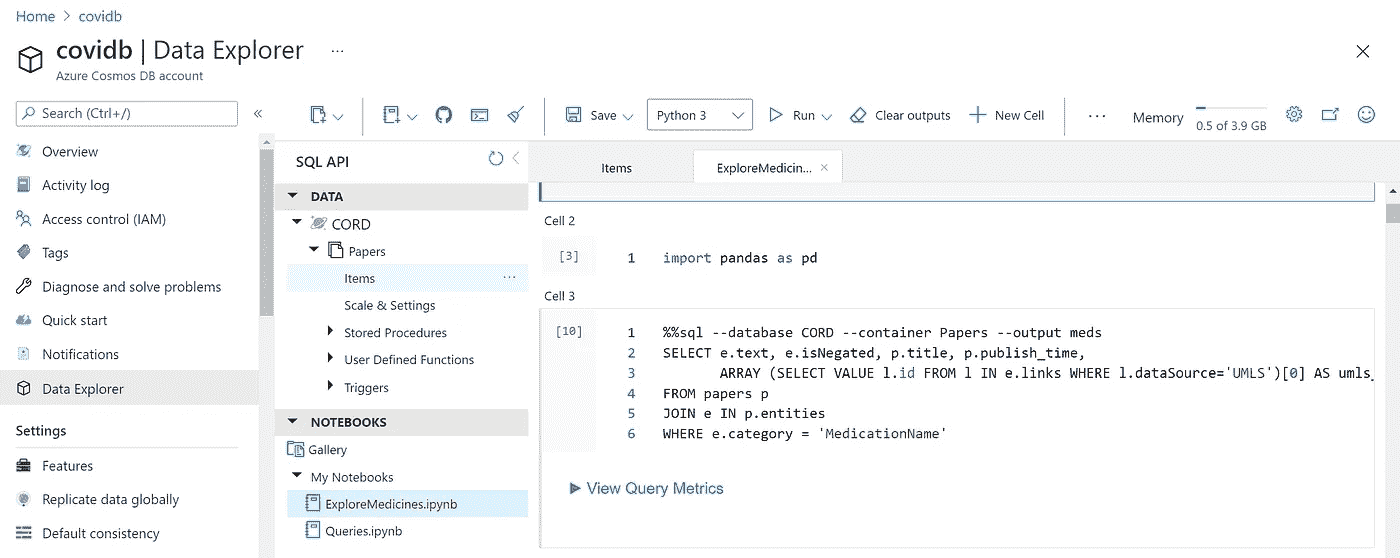 Home > covidb
covidb | Data Explorer ...
Azure Cosmos DB account
Search (Ctrl+/) «
Overview
Activity log
Access control (IAM)
Tags
Diagnose and solve problems
Quick start
Notifications
Data Explorer
Settings
Features
Replicate data globally
Default consistency
Save Python 3 Run Clear outputs New Cell ... Memory 0.5 of 3.9 GB
SQL API
DATA
CORD
Papers
Items ...
Scale & Settings
Stored Procedures
User Defined Functions
Triggers
NOTEBOOKS
Gallery
My Notebooks
ExploreMedicines.ipynb
Queries.ipynb
Items ExploreMedicin... ×
Cell 2
[3] 1 import pandas as pd
Cell 3
[10] 1 %%sql --database CORD --container Papers --output meds
2 SELECT e.text, e.isNegated, p.title, p.publish_time,
3 ARRAY (SELECT VALUE l.id FROM l IN e.links WHERE l.dataSource='UMLS')[0] AS umls_
4 FROM papers p
5 JOIN e IN p.entities
6 WHERE e.category = 'MedicationName'
View Query Metrics